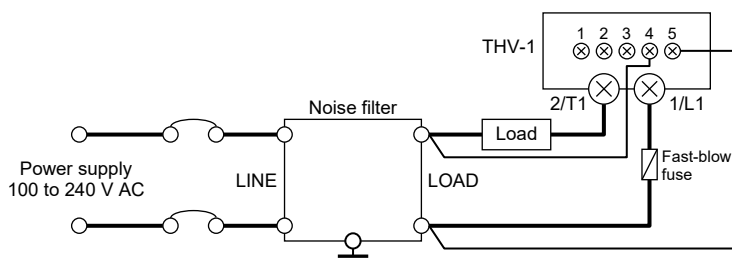 THV-1
1 2 3 4 5
2/T1
1/L1
Noise filter
Load
Fast-blow
fuse
Power supply
100 to 240 V AC
LINE
LOAD